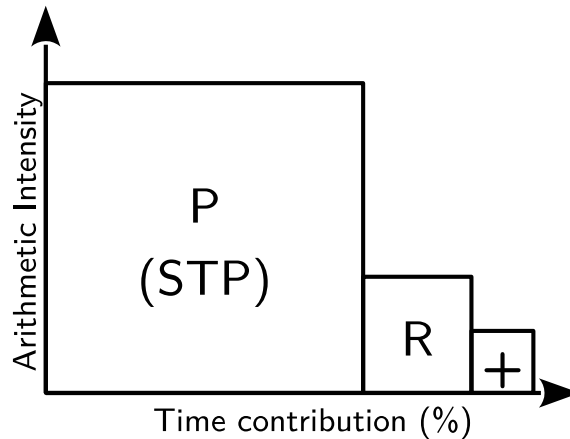 Arithmetic Intensity
P
(STP)
R
+
Time contribution (%)